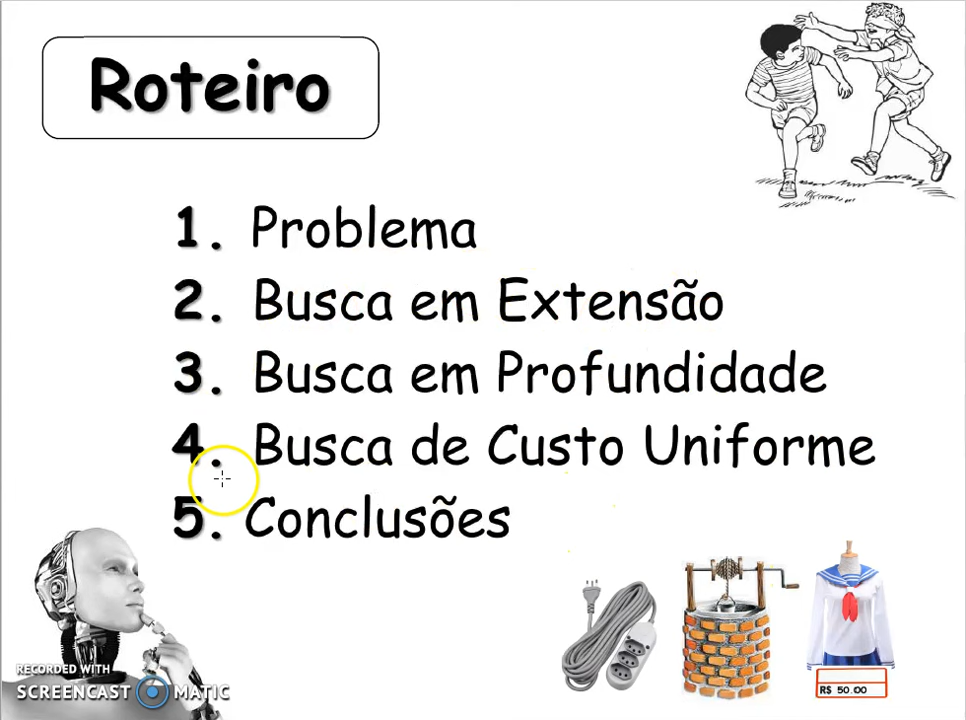 Roteiro
1. Problema
2. Busca em Extensão
3. Busca em Profundidade
4. Busca de Custo Uniforme
5. Conclusões
R$ 50.00
RECORDED WITH
SCREENCAST MATIC